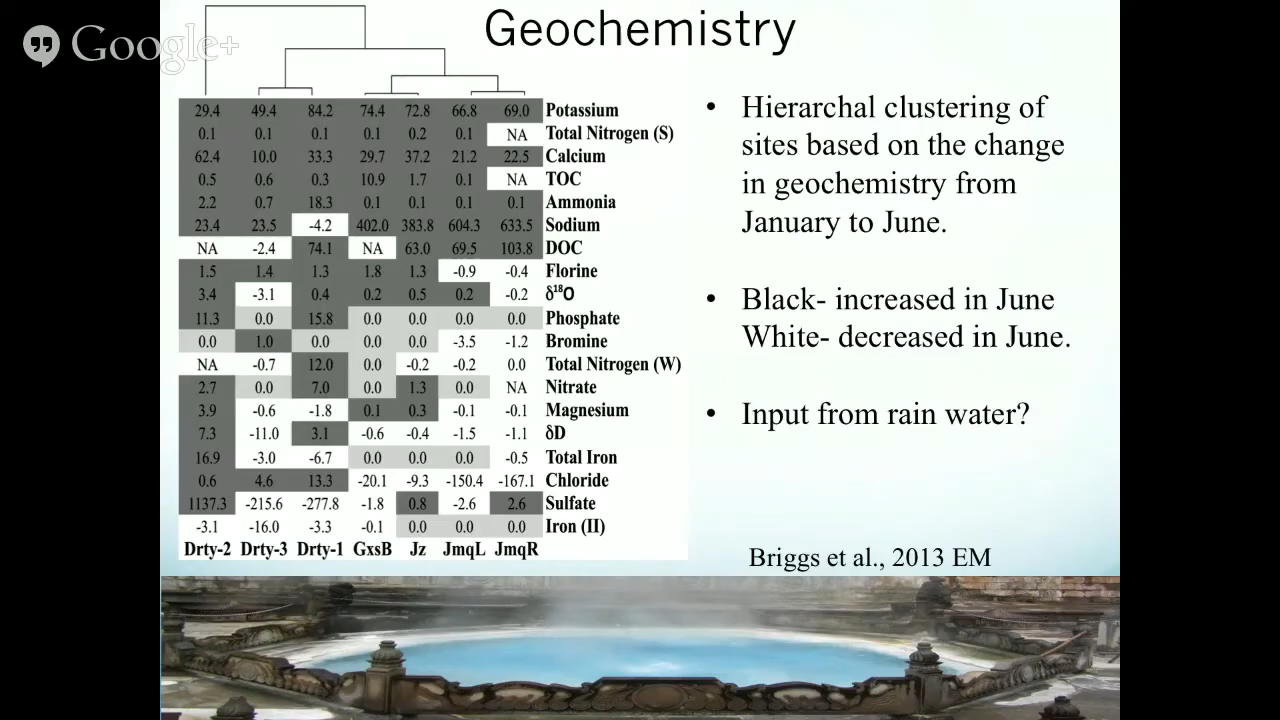 Google+
Geochemistry
29.4 49.4 84.2 74.4 72.8 66.8 69.0 Potassium
0.1 0.1 0.1 0.1 0.2 0.1 NA Total Nitrogen (S)
62.4 10.0 33.3 29.7 37.2 21.2 22.5 Calcium
0.5 0.6 0.3 10.9 1.7 0.1 NA TOC
2.2 0.7 18.3 0.1 0.1 0.1 0.1 Ammonia
23.4 23.5 -4.2 402.0 383.8 604.3 633.5 Sodium
NA -2.4 74.1 NA 63.0 69.5 103.8 DOC
1.5 1.4 1.3 1.8 1.3 -0.9 -0.4 Florine
3.4 -3.1 0.4 0.2 0.5 0.2 -0.2 δ¹⁸O
11.3 0.0 15.8 0.0 0.0 0.0 0.0 Phosphate
0.0 1.0 0.0 0.0 0.0 -3.5 -1.2 Bromine
NA -0.7 12.0 0.0 -0.2 -0.2 0.0 Total Nitrogen (W)
2.7 0.0 7.0 0.0 1.3 0.0 NA Nitrate
3.9 -0.6 -1.8 0.1 0.3 -0.1 -0.1 Magnesium
7.3 -11.0 3.1 -0.6 -0.4 -1.5 -1.1 δD
16.9 -3.0 -6.7 0.0 0.0 0.0 -0.5 Total Iron
0.6 4.6 13.3 -20.1 -9.3 -150.4 -167.1 Chloride
1137.3 -215.6 -277.8 -1.8 0.8 -2.6 2.6 Sulfate
-3.1 -16.0 -3.3 -0.1 0.0 0.0 0.0 Iron (II)
Drty-2 Drty-3 Drty-1 GxsB Jz JmqL JmqR
• Hierarchal clustering of
sites based on the change
in geochemistry from
January to June.
• Black- increased in June
White- decreased in June.
• Input from rain water?
Briggs et al., 2013 EM